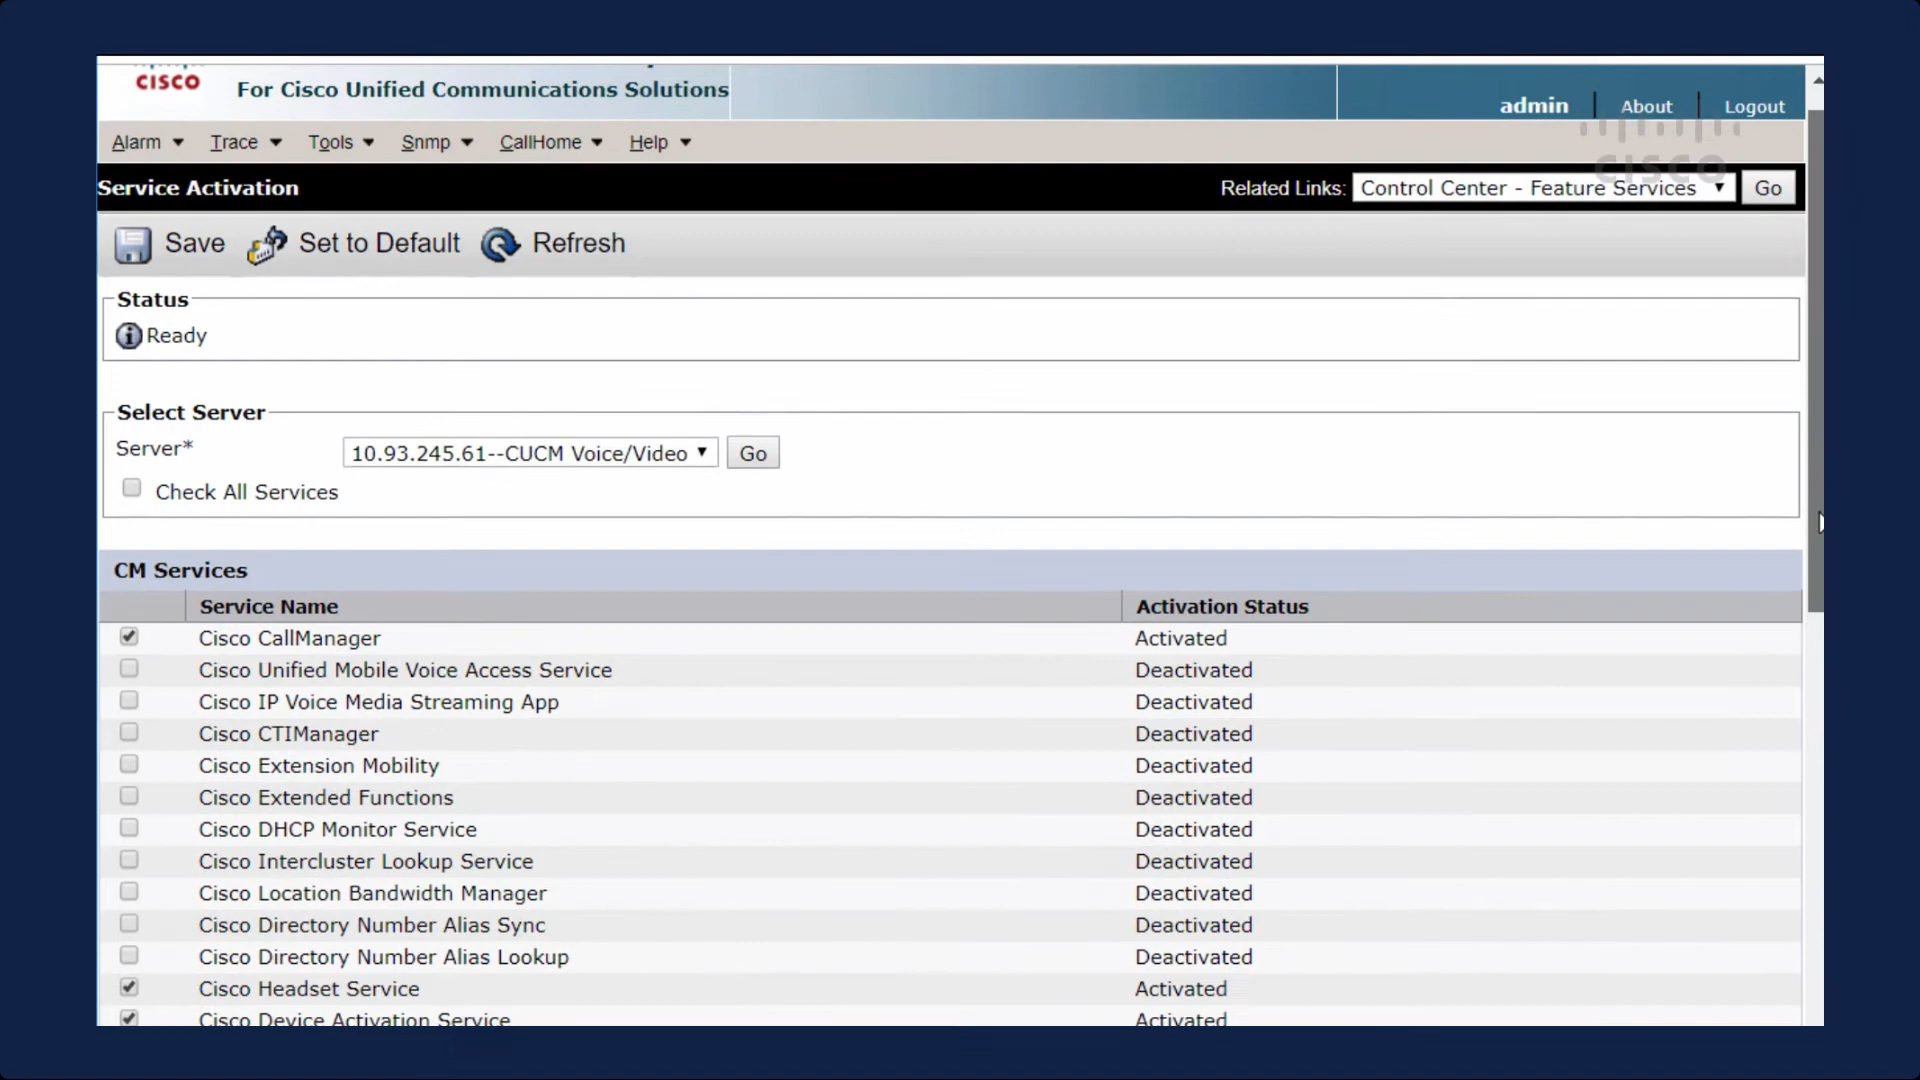 CISCO
For Cisco Unified Communications Solutions
admin
About
Logout
Alarm
Trace
Tools
Snmp
CallHome
Help
CISCO
Service Activation
Related Links:
Control Center - Feature Services
Go
Save
Set to Default
Refresh
Status
Ready
Select Server
Server*
10.93.245.61--CUCM Voice/Video
Go
Check All Services
CM Services
Service Name
Activation Status
Cisco CallManager
Activated
Cisco Unified Mobile Voice Access Service
Deactivated
Cisco IP Voice Media Streaming App
Deactivated
Cisco CTIManager
Deactivated
Cisco Extension Mobility
Deactivated
Cisco Extended Functions
Deactivated
Cisco DHCP Monitor Service
Deactivated
Cisco Intercluster Lookup Service
Deactivated
Cisco Location Bandwidth Manager
Deactivated
Cisco Directory Number Alias Sync
Deactivated
Cisco Directory Number Alias Lookup
Deactivated
Cisco Headset Service
Activated
Cisco Device Activation Service
Activated